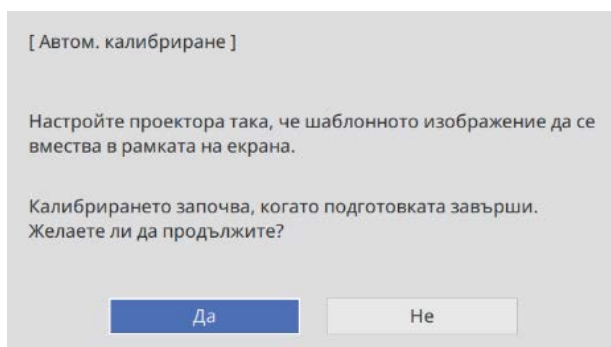 [ Автом. калибриране ]
Настройте проектора така, че шаблонното изображение да се
вмества в рамката на екрана.
Калибрирането започва, когато подготовката завърши.
Желаете ли да продължите?
Да
Не